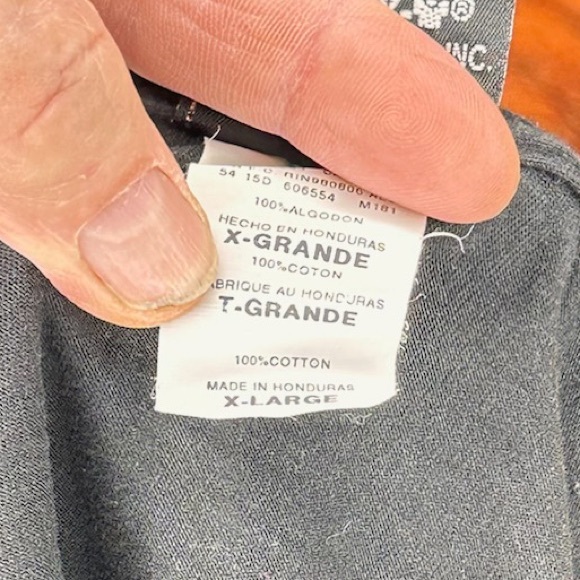 INC.
54 15D 606554 M181
100%ALGODON
HECHO EN HONDURAS
X-GRANDE
100%COTON
FABRIQUE AU HONDURAS
T-GRANDE
100%COTTON
MADE IN HONDURAS
X-LARGE